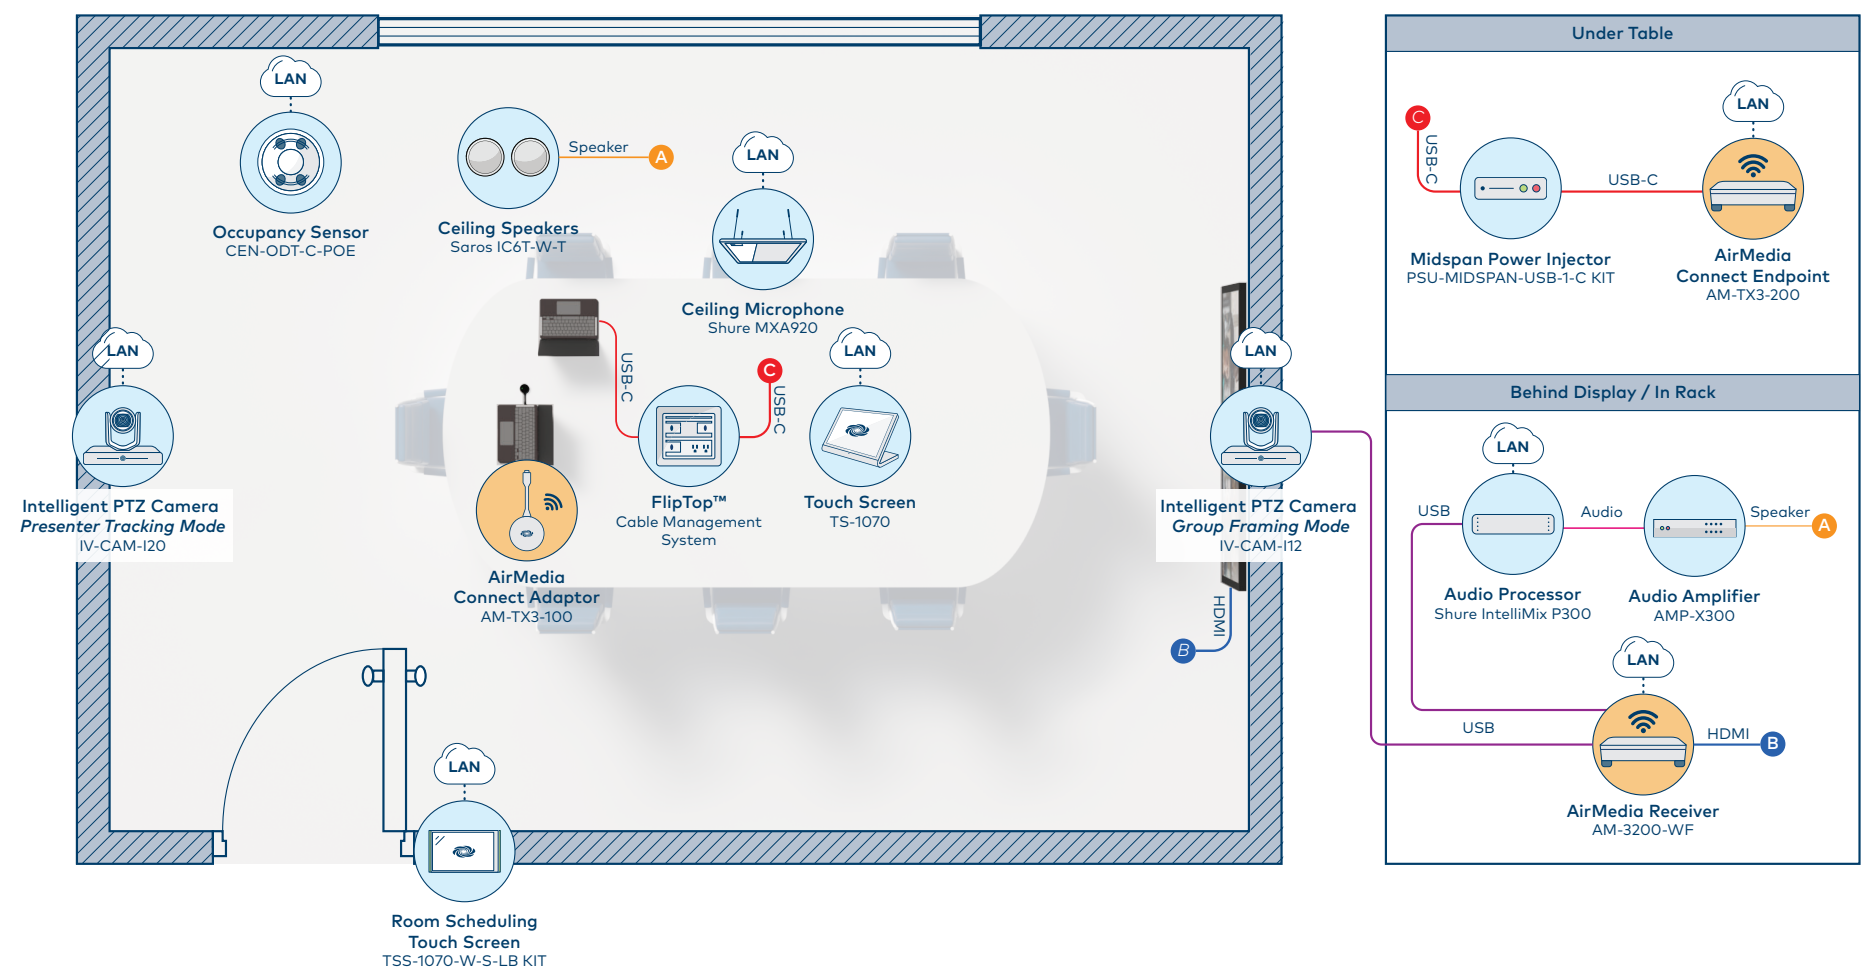 LAN
Occupancy Sensor
CEN-ODT-C-POE
Speaker
A
Ceiling Speakers
Saros IC6T-W-T
LAN
Ceiling Microphone
Shure MXA920
LAN
Intelligent PTZ Camera
Presenter Tracking Mode
IV-CAM-I20
USB-C
C
USB-C
FlipTop™
Cable Management
System
LAN
Touch Screen
TS-1070
AirMedia
Connect Adaptor
AM-TX3-100
LAN
Intelligent PTZ Camera
Group Framing Mode
IV-CAM-I12
HDMI
B
LAN
Room Scheduling
Touch Screen
TSS-1070-W-S-LB KIT
Under Table
C
USB-C
Midspan Power Injector
PSU-MIDSPAN-USB-1-C KIT
USB-C
LAN
AirMedia
Connect Endpoint
AM-TX3-200
Behind Display / In Rack
LAN
USB
Audio
Speaker
A
Audio Processor
Shure IntelliMix P300
Audio Amplifier
AMP-X300
LAN
USB
HDMI
B
AirMedia Receiver
AM-3200-WF